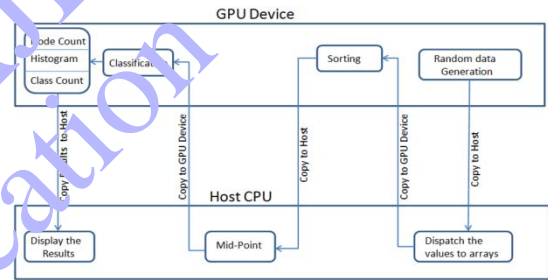 GPU Device
Node Count
Histogram
Class Count
Classification
Sorting
Random data
Generation
Copy Results to Host
Copy to GPU Device
Copy to Host
Copy to GPU Device
Copy to Host
Host CPU
Display the
Results
Mid-Point
Dispatch the
values to arrays